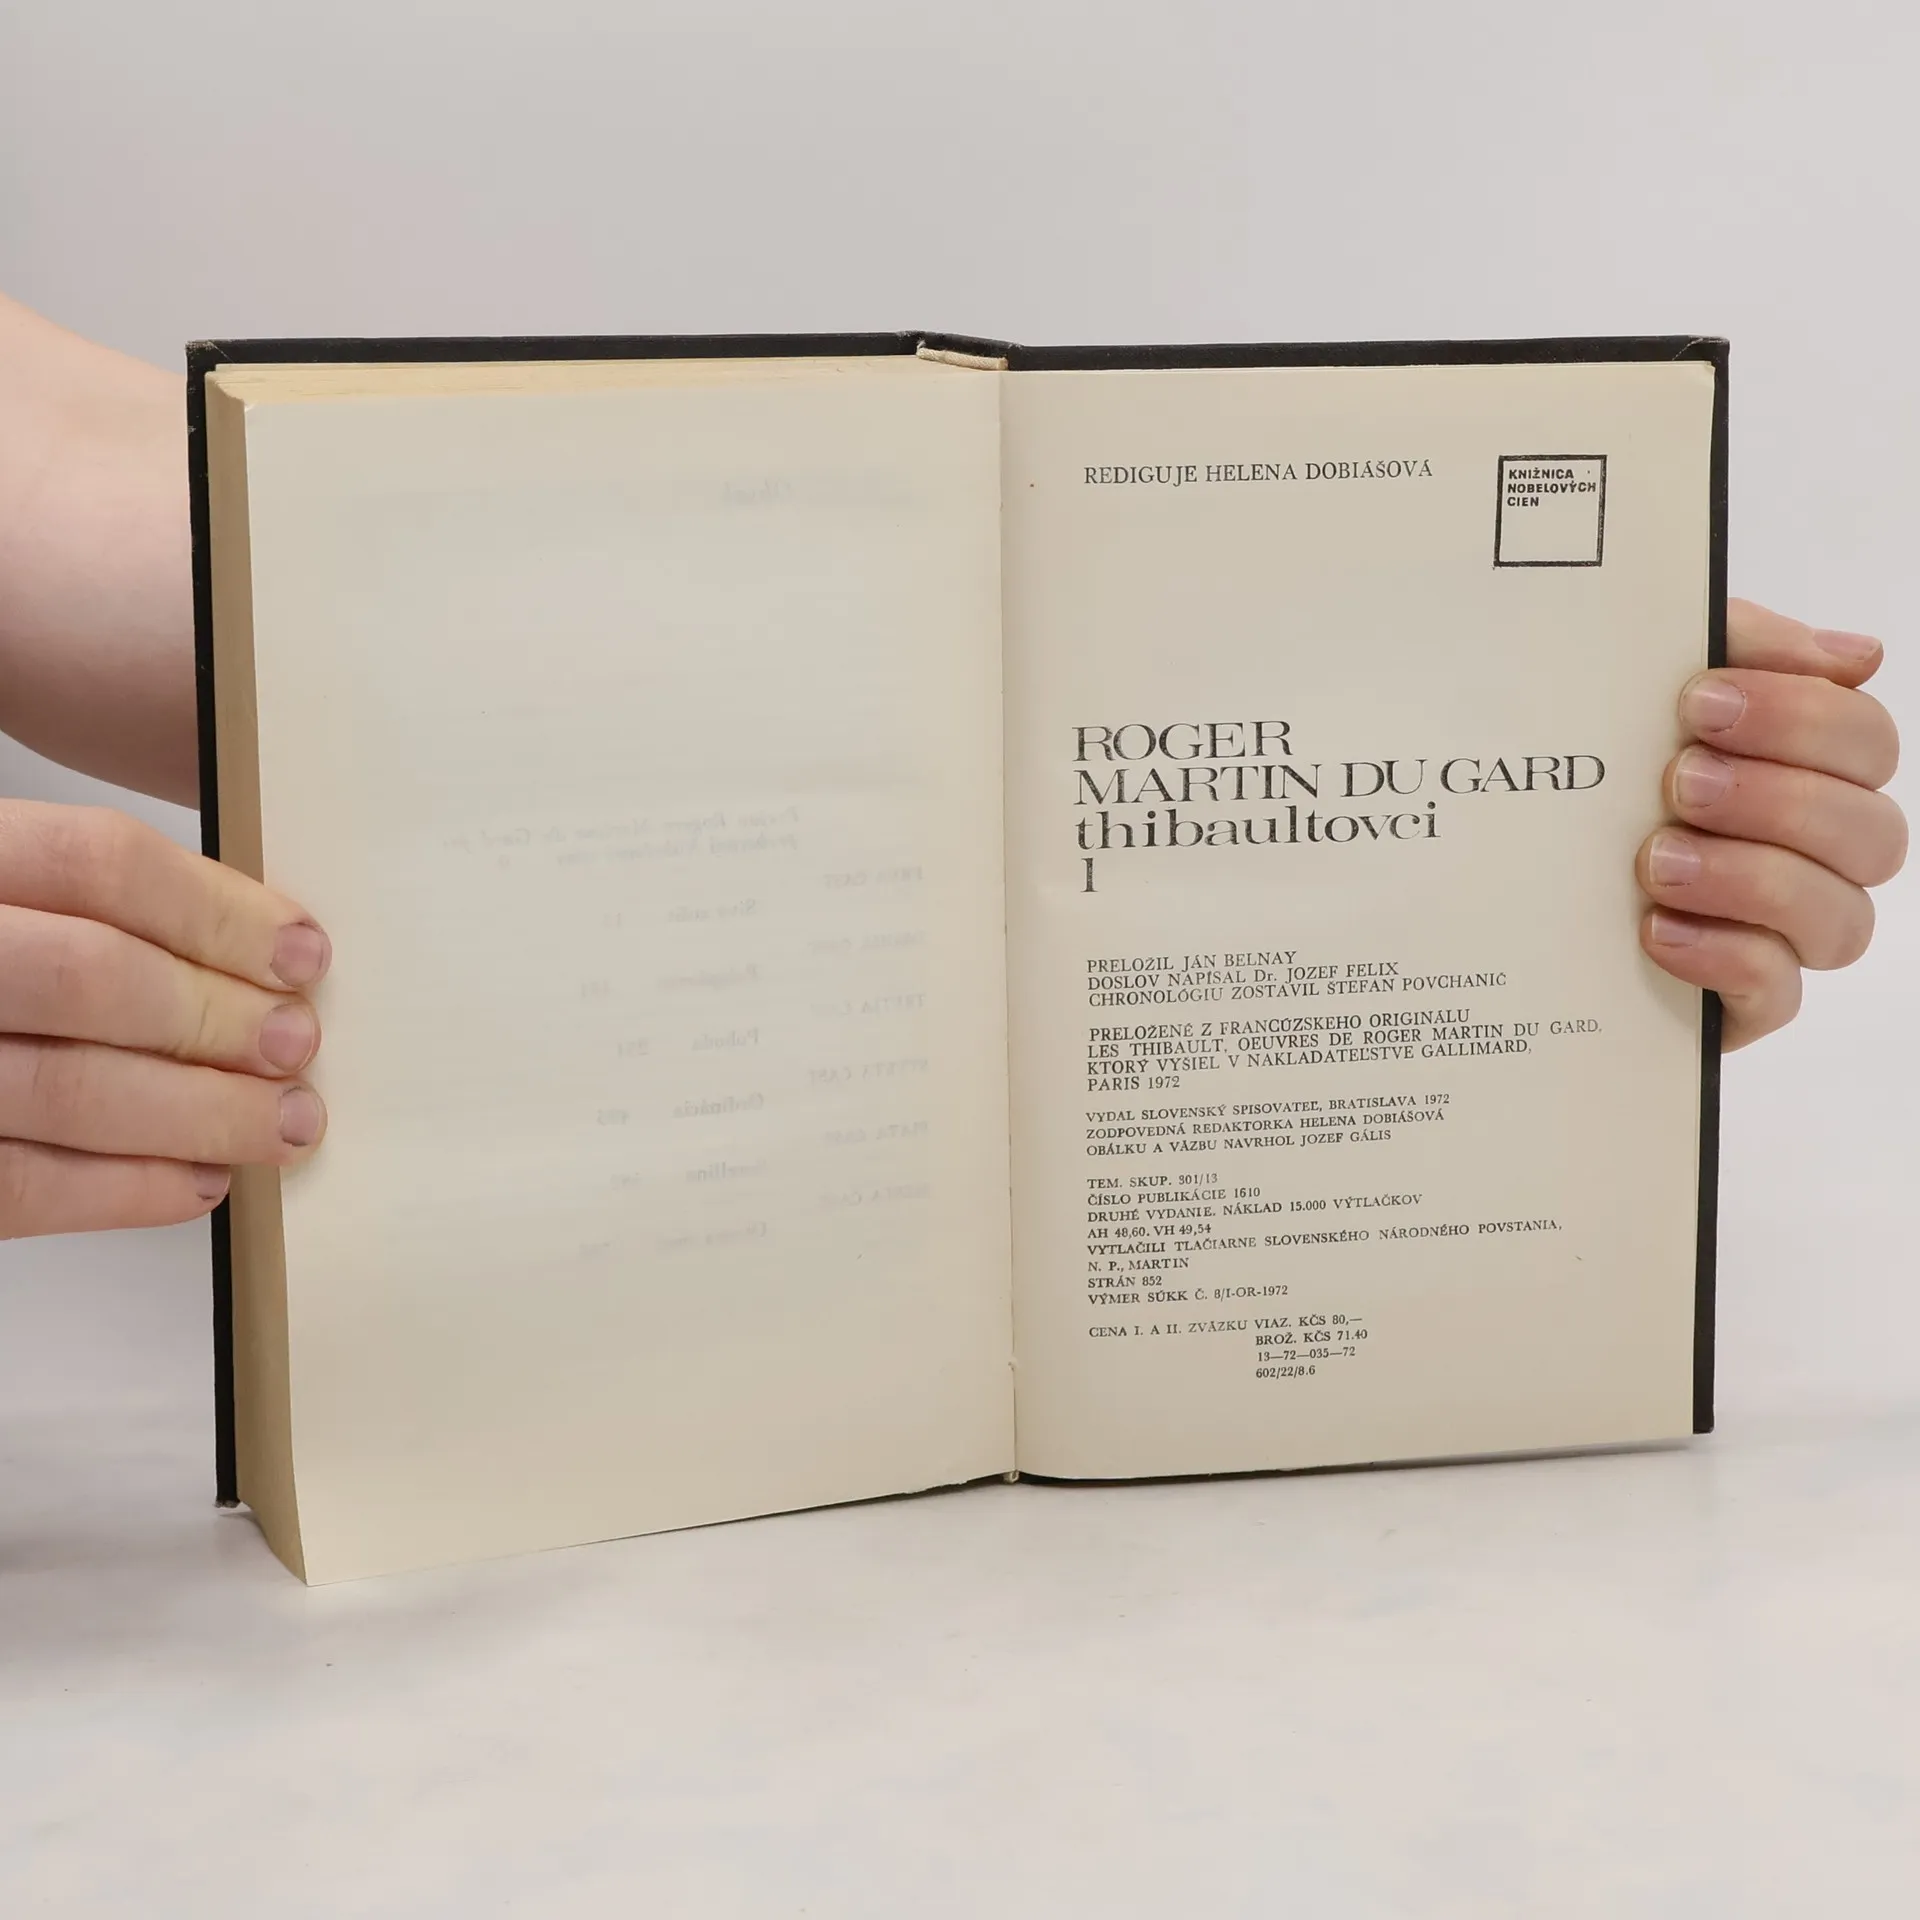 REDIGUJE HELENA DOBIÁŠOVÁ
KNIŽNICA
NOBELOVÝCH
CIEN
ROGER
MARTIN DU GARD
thibaultovci
1
PRELOŽIL JÁN BELNAY
DOSLOV NAPÍSAL Dr. JOZEF FELIX
CHRONOLÓGIU ZOSTAVIL ŠTEFAN POVCHANIČ
PRELOŽENÉ Z FRANCÚZSKEHO ORIGINÁLU
LES THIBAULT, OEUVRES DE ROGER MARTIN DU GARD,
KTORÝ VYŠIEL V NAKLADATEĽSTVE GALLIMARD,
PARIS 1972
VYDAL SLOVENSKÝ SPISOVATEĽ, BRATISLAVA 1972
ZODPOVEDNÁ REDAKTORKA HELENA DOBIÁŠOVÁ
OBÁLKU A VÄZBU NAVRHOL JOZEF GÁLIS
TEM. SKUP. 301/13
ČÍSLO PUBLIKÁCIE 1610
DRUHÉ VYDANIE. NÁKLAD 15.000 VÝTLAČKOV
AH 48,60. VH 49,54
VYTLAČILI TLAČIARNE SLOVENSKÉHO NÁRODNÉHO POVSTANIA,
N. P., MARTIN
STRÁN 852
VÝMER SÚKK Č. 8/I-OR-1972
CENA I. A II. ZVÄZKU VIAZ. KČS 80,—
BROŽ. KČS 71.40
13—72—035—72
602/22/8.6